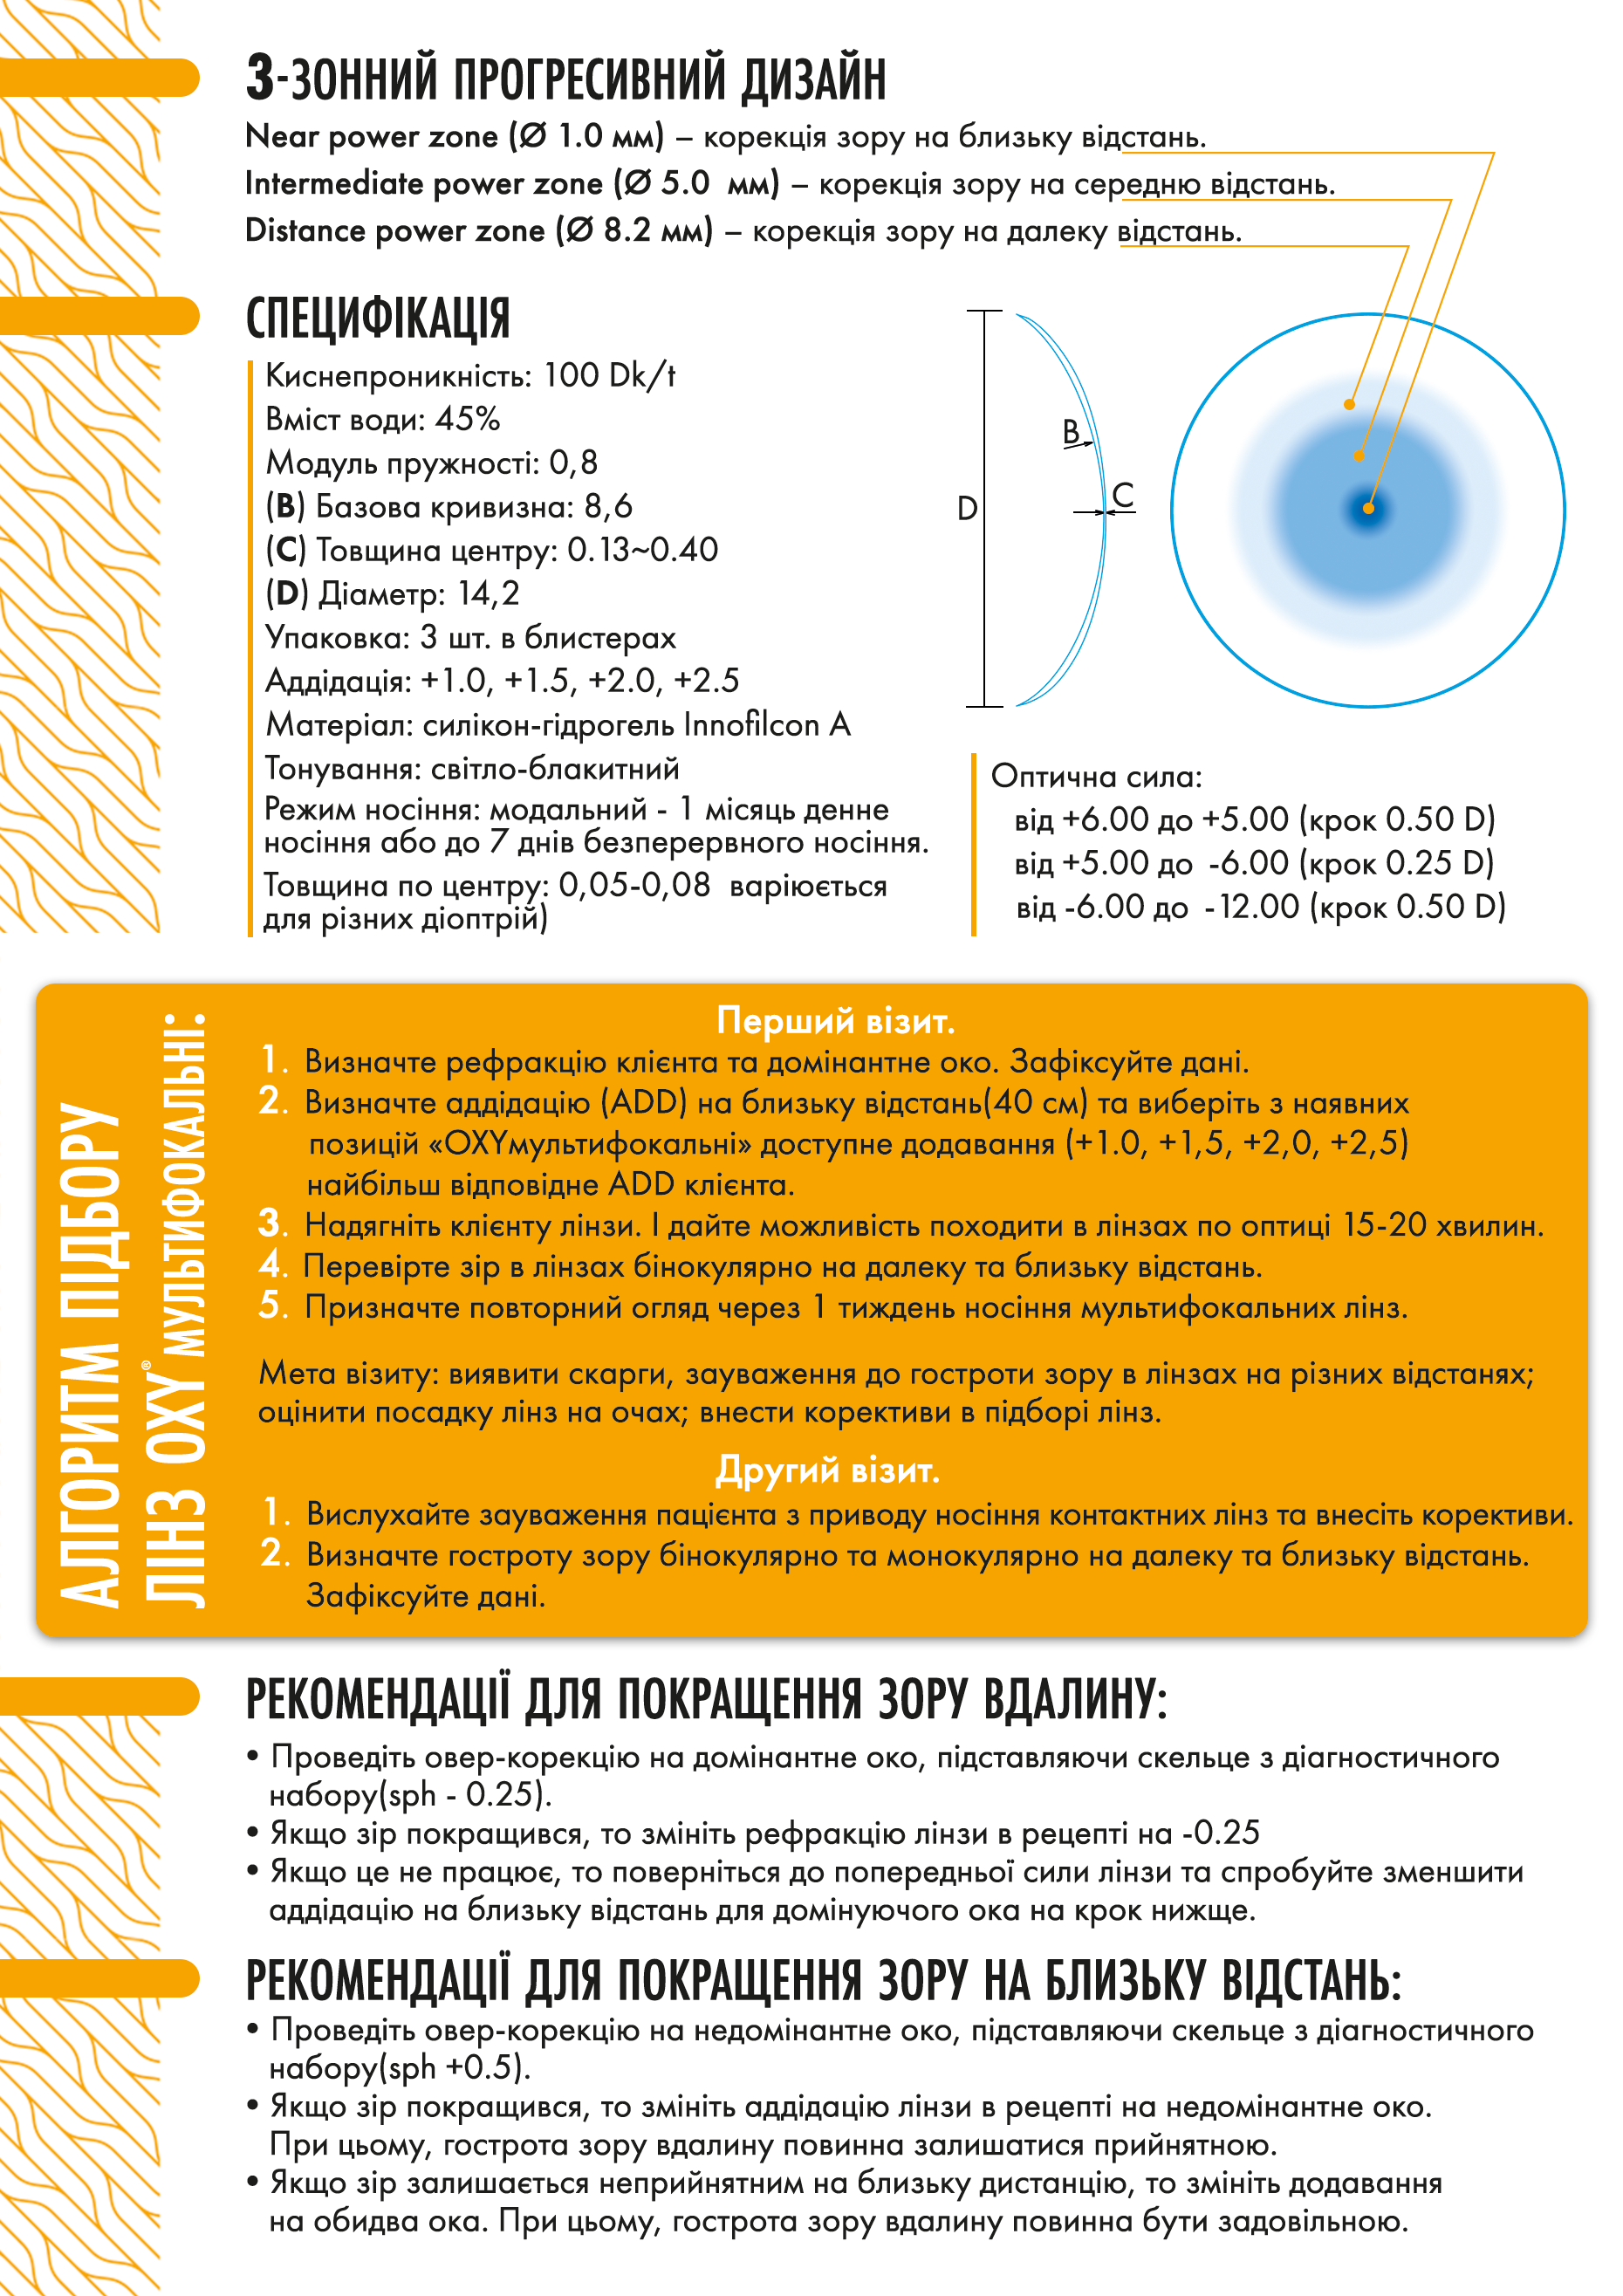 3-ЗОННИЙ ПРОГРЕСИВНИЙ ДИЗАЙН
Near power zone (Ø 1.0 мм) – корекція зору на близьку відстань.
Intermediate power zone (Ø 5.0 мм) – корекція зору на середню відстань.
Distance power zone (Ø 8.2 мм) – корекція зору на далеку відстань.
СПЕЦИФІКАЦІЯ
Киснепроникність: 100 Dk/t
Вміст води: 45%
Модуль пружності: 0,8
(B) Базова кривизна: 8,6
(C) Товщина центру: 0.13~0.40
(D) Діаметр: 14,2
Упаковка: 3 шт. в блистерах
Аддідація: +1.0, +1.5, +2.0, +2.5
Матеріал: силікон-гідрогель Innofilcon A
Тонування: світло-блакитний
Режим носіння: модальний - 1 місяць денне
носіння або до 7 днів безперервного носіння.
Товщина по центру: 0,05-0,08 варіюється
для різних діоптрій)
B
C
D
Оптична сила:
від +6.00 до +5.00 (крок 0.50 D)
від +5.00 до -6.00 (крок 0.25 D)
від -6.00 до -12.00 (крок 0.50 D)
АЛГОРИТМ ПІДБОРУ
ЛІНЗ OXY® МУЛЬТИФОКАЛЬНІ:
Перший візит.
1. Визначте рефракцію клієнта та домінантне око. Зафіксуйте дані.
2. Визначте аддідацію (ADD) на близьку відстань(40 см) та виберіть з наявних
позицій «OXYмультифокальні» доступне додавання (+1.0, +1,5, +2,0, +2,5)
найбільш відповідне ADD клієнта.
3. Надягніть клієнту лінзи. І дайте можливість походити в лінзах по оптиці 15-20 хвилин.
4. Перевірте зір в лінзах бінокулярно на далеку та близьку відстань.
5. Призначте повторний огляд через 1 тиждень носіння мультифокальних лінз.
Мета візиту: виявити скарги, зауваження до гостроти зору в лінзах на різних відстанях;
оцінити посадку лінз на очах; внести корективи в підборі лінз.
Другий візит.
1. Вислухайте зауваження пацієнта з приводу носіння контактних лінз та внесіть корективи.
2. Визначте гостроту зору бінокулярно та монокулярно на далеку та близьку відстань.
Зафіксуйте дані.
РЕКОМЕНДАЦІЇ ДЛЯ ПОКРАЩЕННЯ ЗОРУ ВДАЛИНУ:
• Проведіть овер-корекцію на домінантне око, підставляючи скельце з діагностичного
набору(sph - 0.25).
• Якщо зір покращився, то змініть рефракцію лінзи в рецепті на -0.25
• Якщо це не працює, то поверніться до попередньої сили лінзи та спробуйте зменшити
аддідацію на близьку відстань для домінуючого ока на крок нижще.
РЕКОМЕНДАЦІЇ ДЛЯ ПОКРАЩЕННЯ ЗОРУ НА БЛИЗЬКУ ВІДСТАНЬ:
• Проведіть овер-корекцію на недомінантне око, підставляючи скельце з діагностичного
набору(sph +0.5).
• Якщо зір покращився, то змініть аддідацію лінзи в рецепті на недомінантне око.
При цьому, гострота зору вдалину повинна залишатися прийнятною.
• Якщо зір залишається неприйнятним на близьку дистанцію, то змініть додавання
на обидва ока. При цьому, гострота зору вдалину повинна бути задовільною.